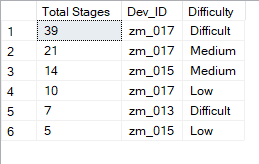 Total Stages Dev_ID Difficulty
1 39 zm_017 Difficult
2 21 zm_017 Medium
3 14 zm_015 Medium
4 10 zm_017 Low
5 7 zm_013 Difficult
6 5 zm_015 Low